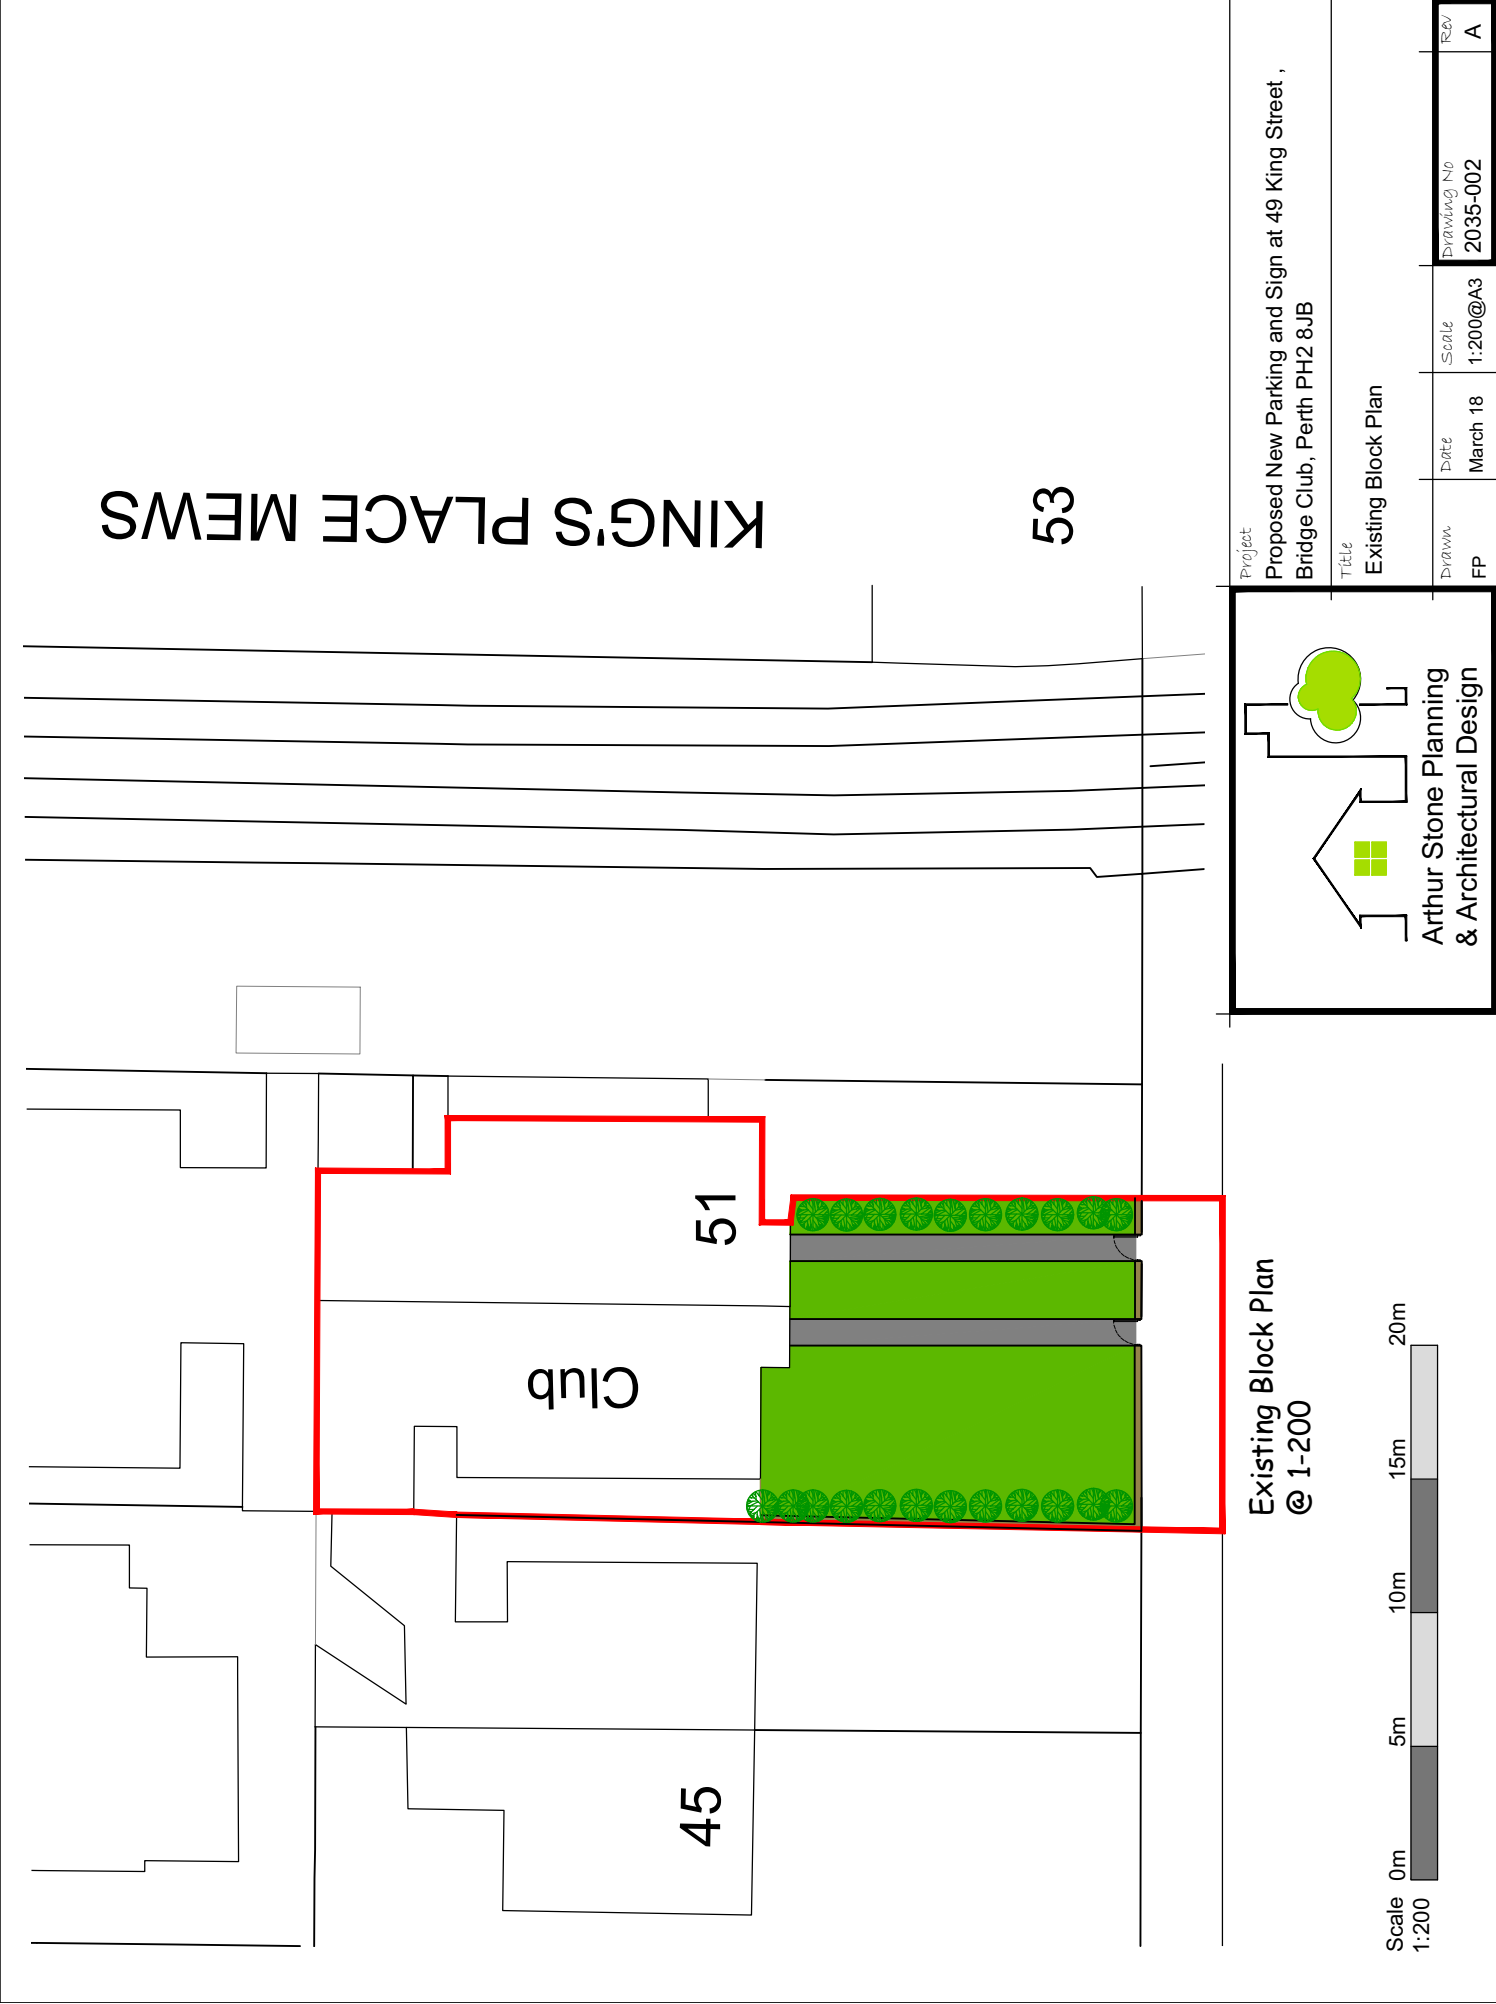 KING'S PLACE MEWS
53
51
Club
45
Existing Block Plan
@ 1-200
Scale
1:200
0m
5m
10m
15m
20m
Arthur Stone Planning
& Architectural Design
Project
Proposed New Parking and Sign at 49 King Street ,
Bridge Club, Perth PH2 8JB
Title
Existing Block Plan
Drawn
FP
Date
March 18
Scale
1:200@A3
Drawing No
2035-002
Rev
A